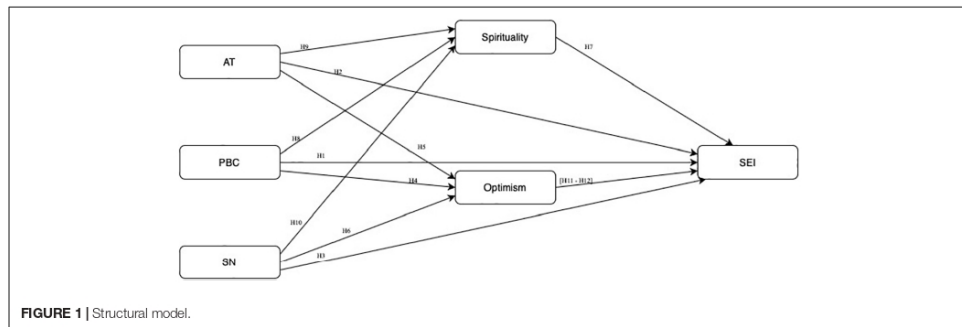 Spirituality
H9
H7
AT
H2
H8
H5
PBC
H1
SEI
H4
Optimism
[H11 - H12]
H10
H6
SN
H3
FIGURE 1 | Structural model.